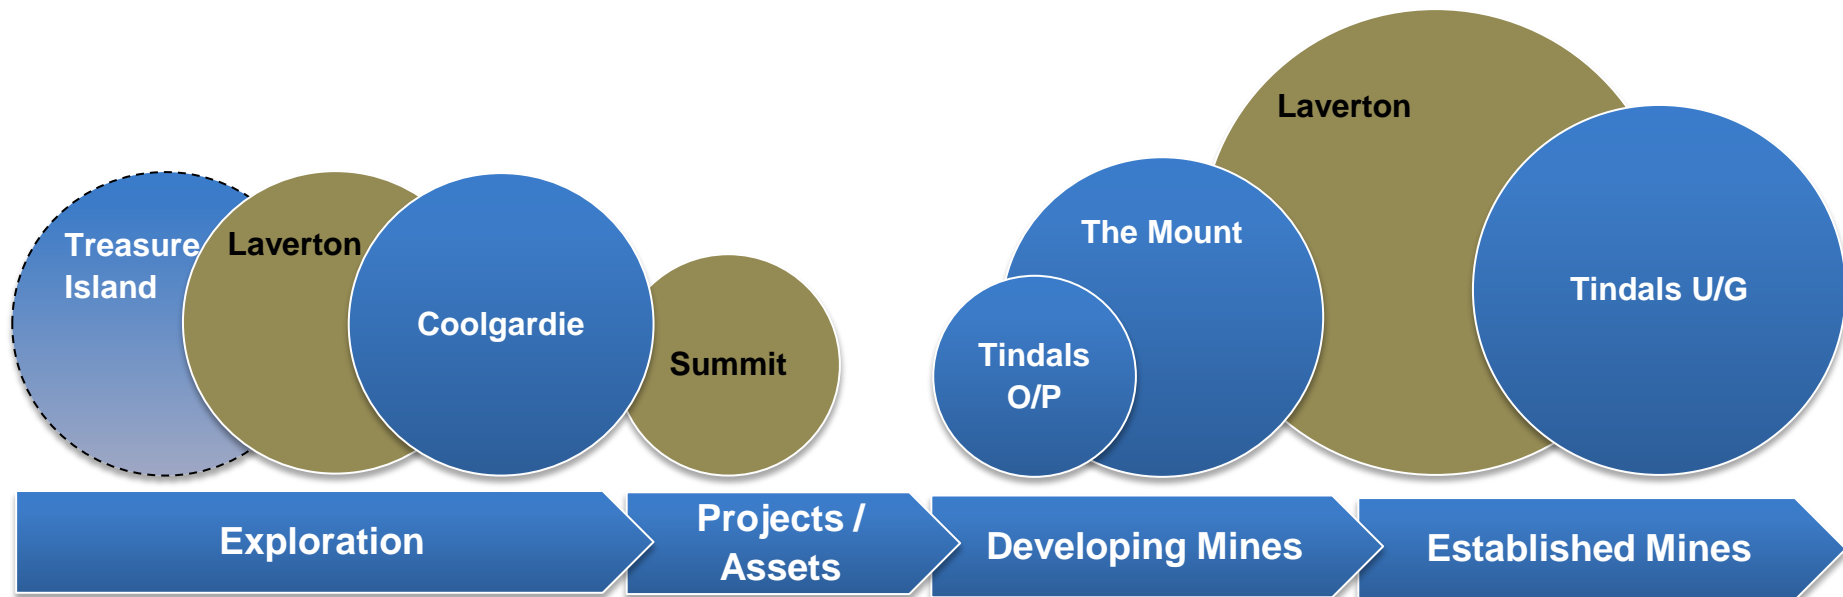 Treasure
Island
Laverton
Coolgardie
Summit
Tindals
O/P
The Mount
Laverton
Tindals U/G
Exploration
Projects /
Assets
Developing Mines
Established Mines